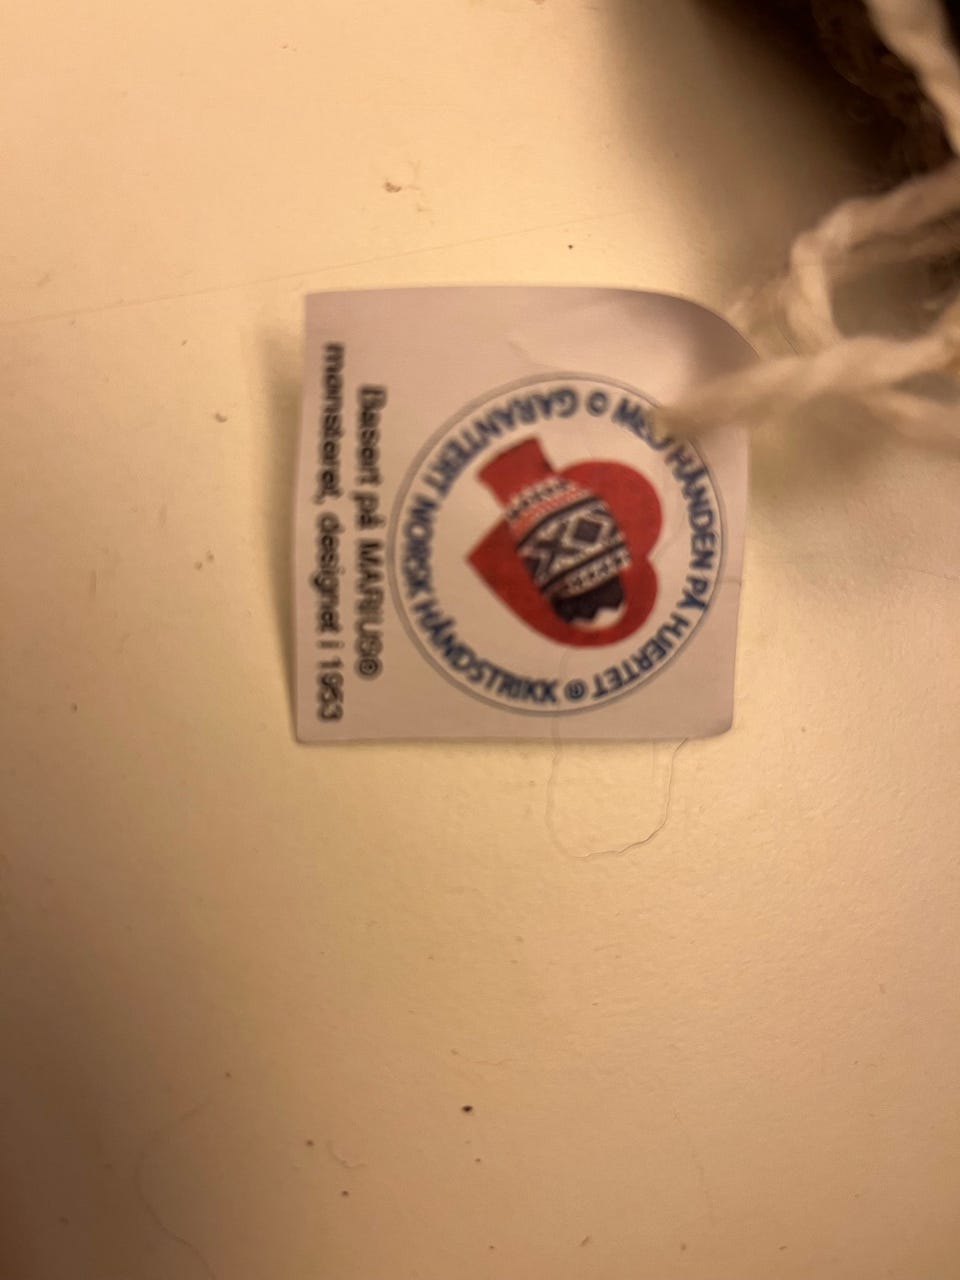 MED HÅNDEN PÅ HJERTET ®
GARANTERT NORSK HÅNDSTRIKK
Basert på MARIUS®
mønsteret, designet i 1953